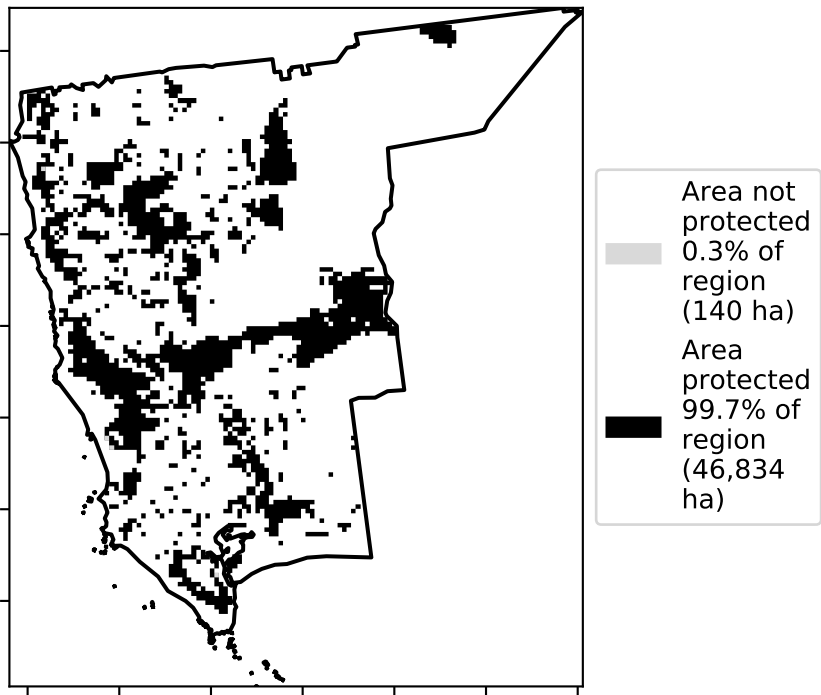 Area not
protected
0.3% of
region
(140 ha)
Area
protected
99.7% of
region
(46,834
ha)